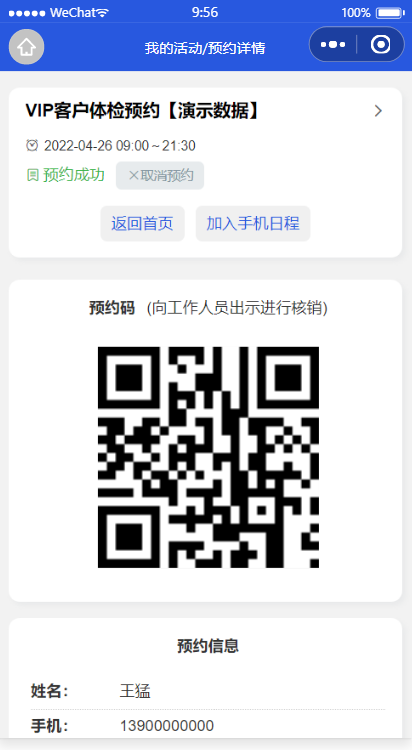 WeChat 9:56 100%
我的活动/预约详情
VIP客户体检预约【演示数据】
2022-04-26 09:00～21:30
预约成功 ×取消预约
返回首页 加入手机日程
预约码 (向工作人员出示进行核销)
预约信息
姓名： 王猛
手机： 13900000000